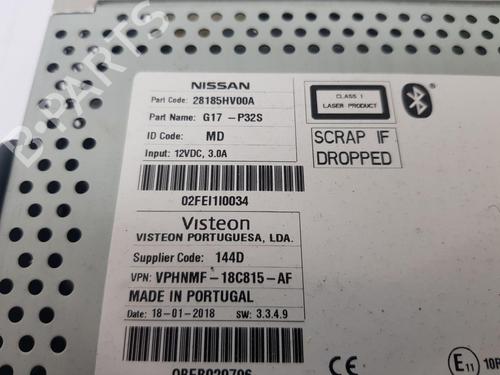 B-PARTS
NISSAN
Part Code: 28185HV00A
Part Name: G17 -P32S
ID Code: MD
Input: 12VDC, 3.0A
CLASS 1
LASER PRODUCT
SCRAP IF
DROPPED
02FEI1I0034
Visteon
VISTEON PORTUGUESA, LDA.
Supplier Code: 144D
VPN: VPHNMF-18C815-AF
MADE IN PORTUGAL
Date: 18-01-2018 SW: 3.3.4.9
CE
E11